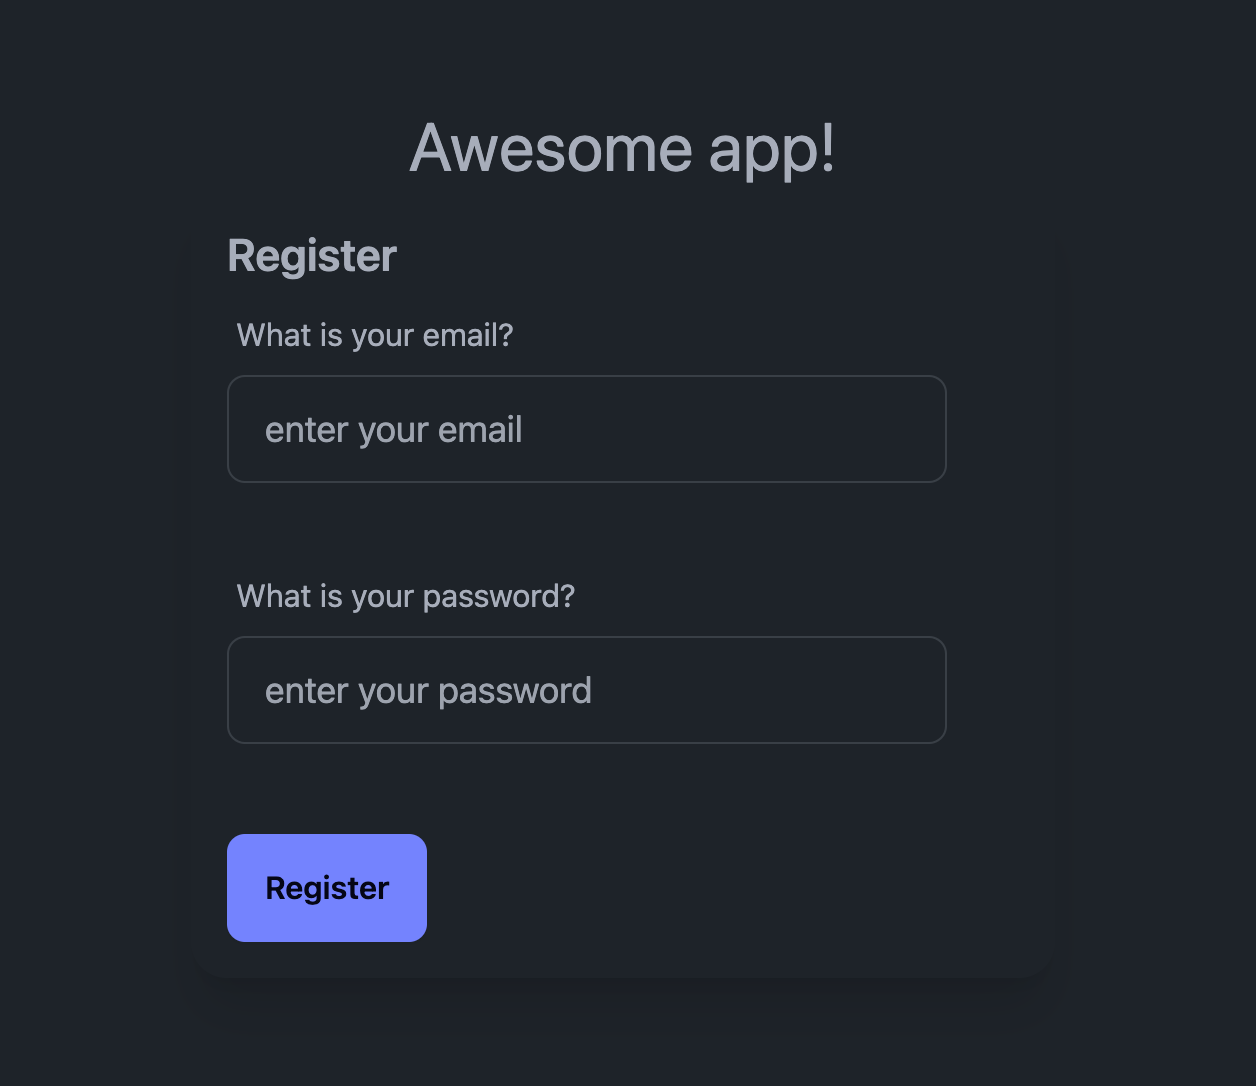 Awesome app!
Register
What is your email?
enter your email
What is your password?
enter your password
Register